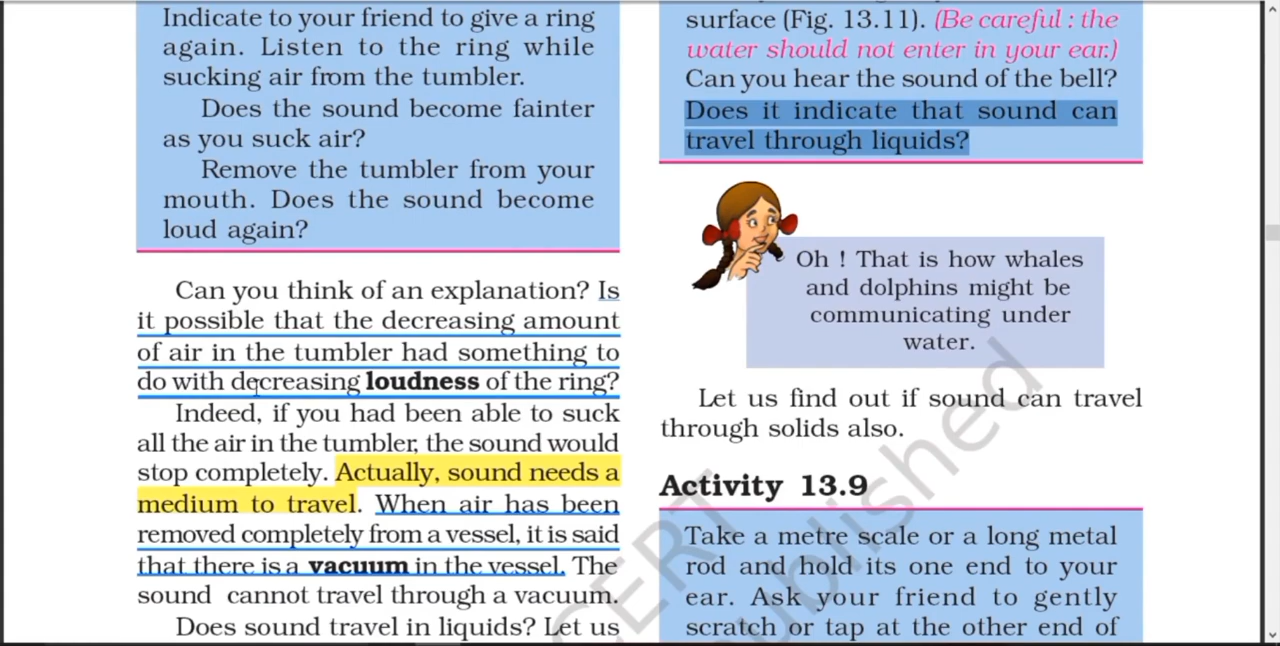 Indicate to your friend to give a ring
again. Listen to the ring while
sucking air from the tumbler.
Does the sound become fainter
as you suck air?
Remove the tumbler from your
mouth. Does the sound become
loud again?
Can you think of an explanation? Is
it possible that the decreasing amount
of air in the tumbler had something to
do with decreasing loudness of the ring?
Indeed, if you had been able to suck
all the air in the tumbler, the sound would
stop completely. Actually, sound needs a
medium to travel. When air has been
removed completely from a vessel, it is said
that there is a vacuum in the vessel. The
sound cannot travel through a vacuum.
Does sound travel in liquids? Let us
surface (Fig. 13.11). (Be careful : the
water should not enter in your ear.)
Can you hear the sound of the bell?
Does it indicate that sound can
travel through liquids?
Oh ! That is how whales
and dolphins might be
communicating under
water.
Let us find out if sound can travel
through solids also.
Activity 13.9
Take a metre scale or a long metal
rod and hold its one end to your
ear. Ask your friend to gently
scratch or tap at the other end of